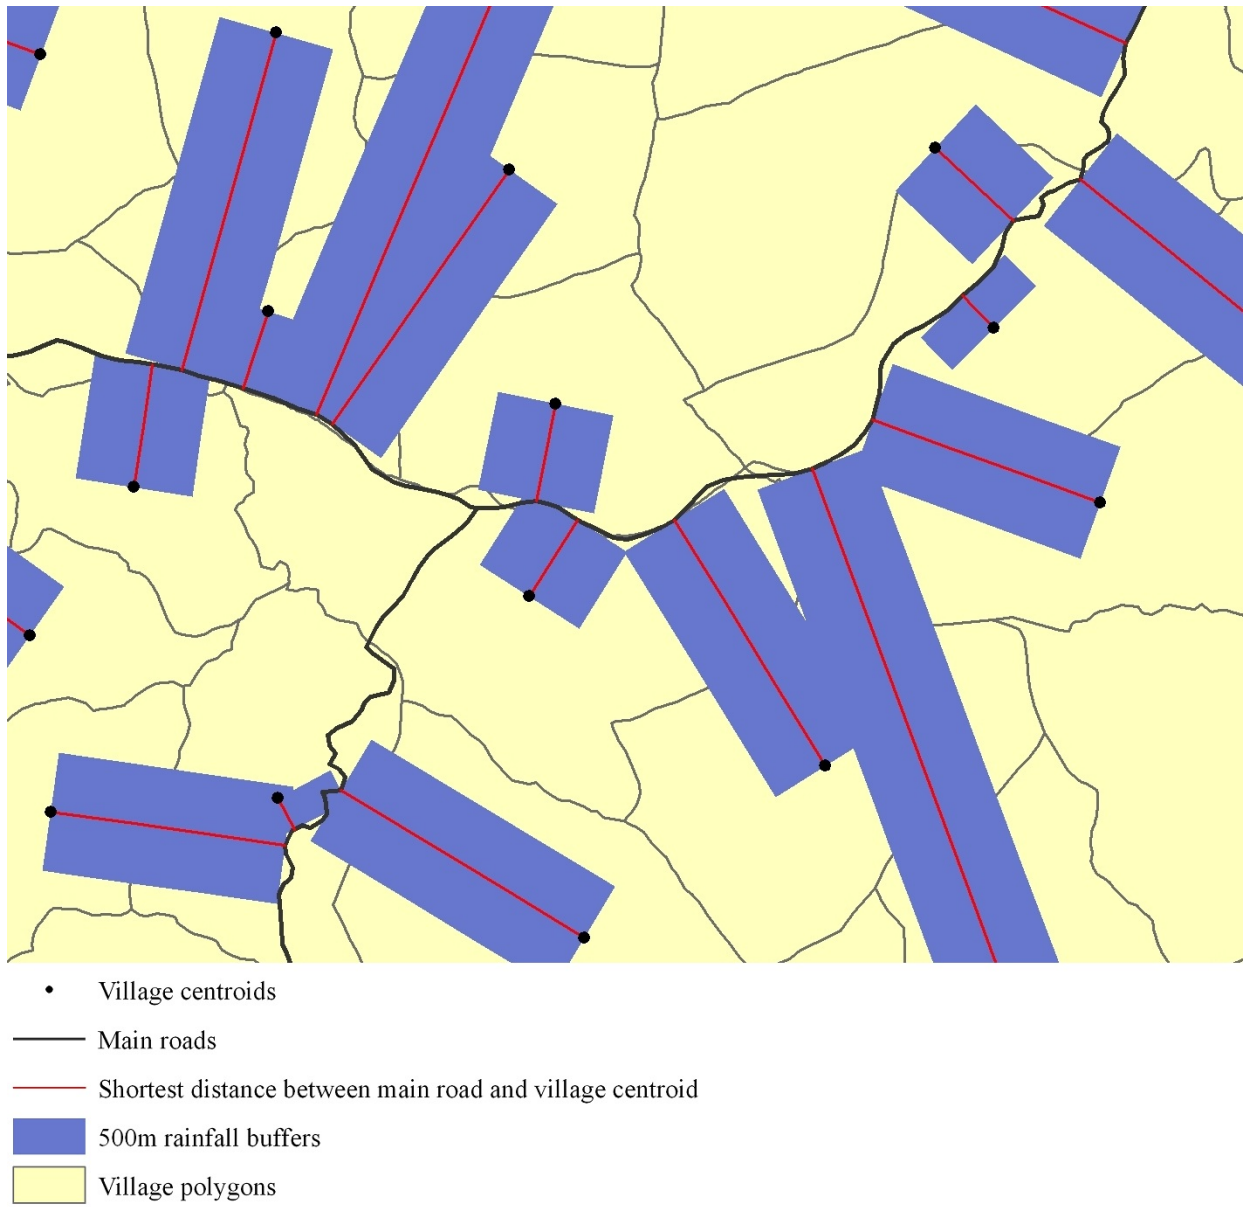 Village centroids
Main roads
Shortest distance between main road and village centroid
500m rainfall buffers
Village polygons